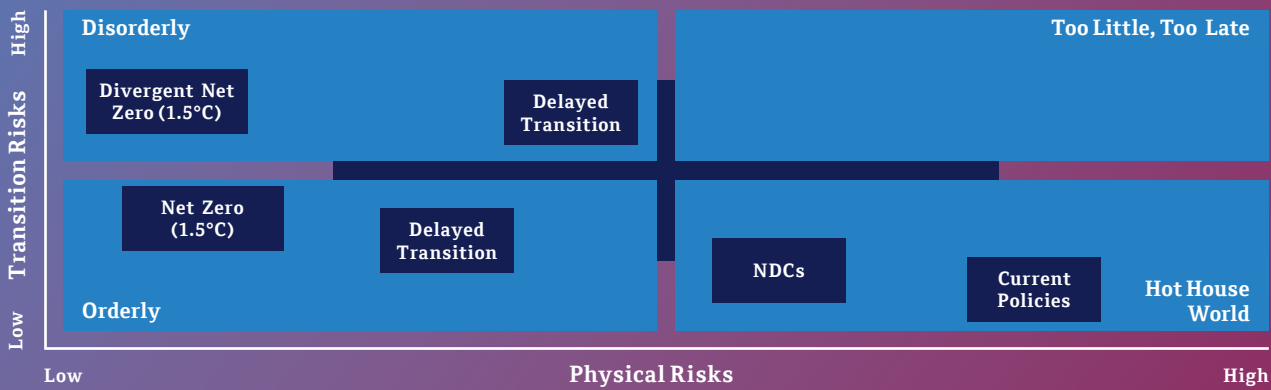 High
Transition Risks
Low
Disorderly
Divergent Net
Zero (1.5°C)
Delayed
Transition
Too Little, Too Late
Net Zero
(1.5°C)
Delayed
Transition
Orderly
NDCs
Current
Policies
Hot House
World
Low
Physical Risks
High